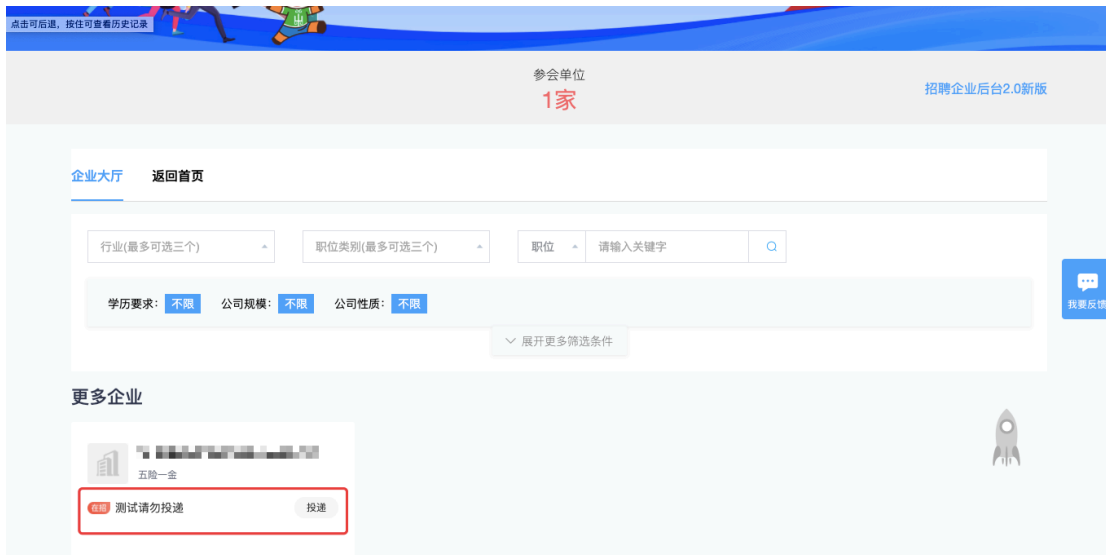 点击可后退，按住可查看历史记录
参会单位
1家
招聘企业后台2.0新版
企业大厅 返回首页
行业(最多可选三个) 职位类别(最多可选三个) 职位 请输入关键字
学历要求： 不限 公司规模： 不限 公司性质： 不限
我要反馈
展开更多筛选条件
更多企业
五险一金
在招 测试请勿投递 投递